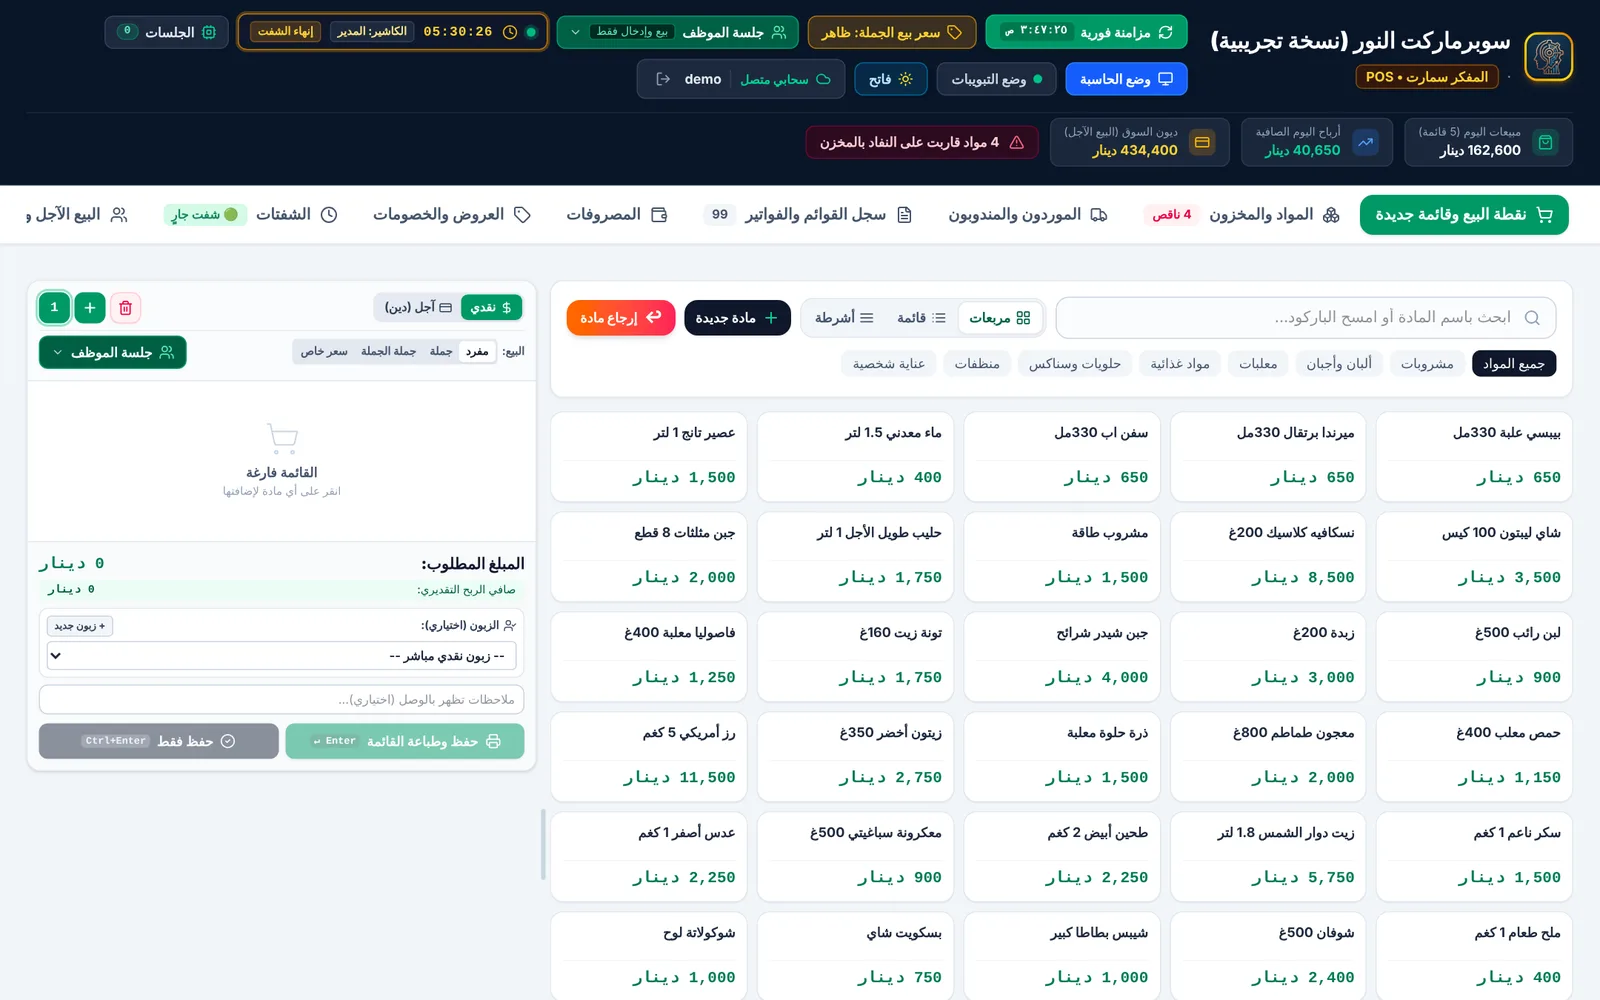 سوبرماركت النور (نسخة تجريبية)
المفكر سمارت • POS
مزامنة فورية ٣:٤٧:٢٥ ص
سعر بيع الجملة: ظاهر
جلسة الموظف بيع وإدخال فقط
05:30:26 الكاشير: المدير إنهاء الشفت
الجلسات 0
وضع الحاسبة
وضع التبويبات
فاتح
سحابي متصل demo
مبيعات اليوم (5 قائمة)
162,600 دينار
أرباح اليوم الصافية
40,650 دينار
ديون السوق (البيع الآجل)
434,400 دينار
4 مواد قاربت على النفاد بالمخزن
نقطة البيع وقائمة جديدة
المواد والمخزون 4 ناقص
الموردون والمندوبون
سجل القوائم والفواتير 99
المصروفات
العروض والخصومات
الشفتات شفت جارٍ
البيع الآجل و
ابحث باسم المادة أو امسح الباركود...
مربعات
قائمة
أشرطة
+ مادة جديدة
إرجاع مادة
جميع المواد
مشروبات
ألبان وأجبان
معلبات
مواد غذائية
حلويات وسناكس
منظفات
عناية شخصية
بيبسي علبة 330مل
650 دينار
ميرندا برتقال 330مل
650 دينار
سفن اب 330مل
650 دينار
ماء معدني 1.5 لتر
400 دينار
عصير تانج 1 لتر
1,500 دينار
شاي ليبتون 100 كيس
3,500 دينار
نسكافيه كلاسيك 200غ
8,500 دينار
مشروب طاقة
1,500 دينار
حليب طويل الأجل 1 لتر
1,750 دينار
جبن مثلثات 8 قطع
2,000 دينار
لبن رائب 500غ
900 دينار
زبدة 200غ
3,000 دينار
جبن شيدر شرائح
4,000 دينار
تونة زيت 160غ
1,750 دينار
فاصوليا معلبة 400غ
1,250 دينار
حمص معلب 400غ
1,150 دينار
معجون طماطم 800غ
2,000 دينار
ذرة حلوة معلبة
1,500 دينار
زيتون أخضر 350غ
2,750 دينار
رز أمريكي 5 كغم
11,500 دينار
سكر ناعم 1 كغم
1,500 دينار
زيت دوار الشمس 1.8 لتر
5,750 دينار
طحين أبيض 2 كغم
2,250 دينار
معكرونة سباغيتي 500غ
900 دينار
عدس أصفر 1 كغم
2,250 دينار
ملح طعام 1 كغم
400 دينار
شوفان 500غ
2,400 دينار
شيبس بطاطا كبير
1,000 دينار
بسكويت شاي
750 دينار
شوكولاتة لوح
1,000 دينار
$ نقدي
آجل (دين)
+ 1
البيع: مفرد جملة جملة الجملة سعر خاص
جلسة الموظف
القائمة فارغة
انقر على أي مادة لإضافتها
المبلغ المطلوب: 0 دينار
صافي الربح التقديري: 0 دينار
الزبون (اختياري): + زبون جديد
-- زبون نقدي مباشر --
ملاحظات تظهر بالوصل (اختياري)...
حفظ وطباعة القائمة Enter ↵
حفظ فقط Ctrl+Enter